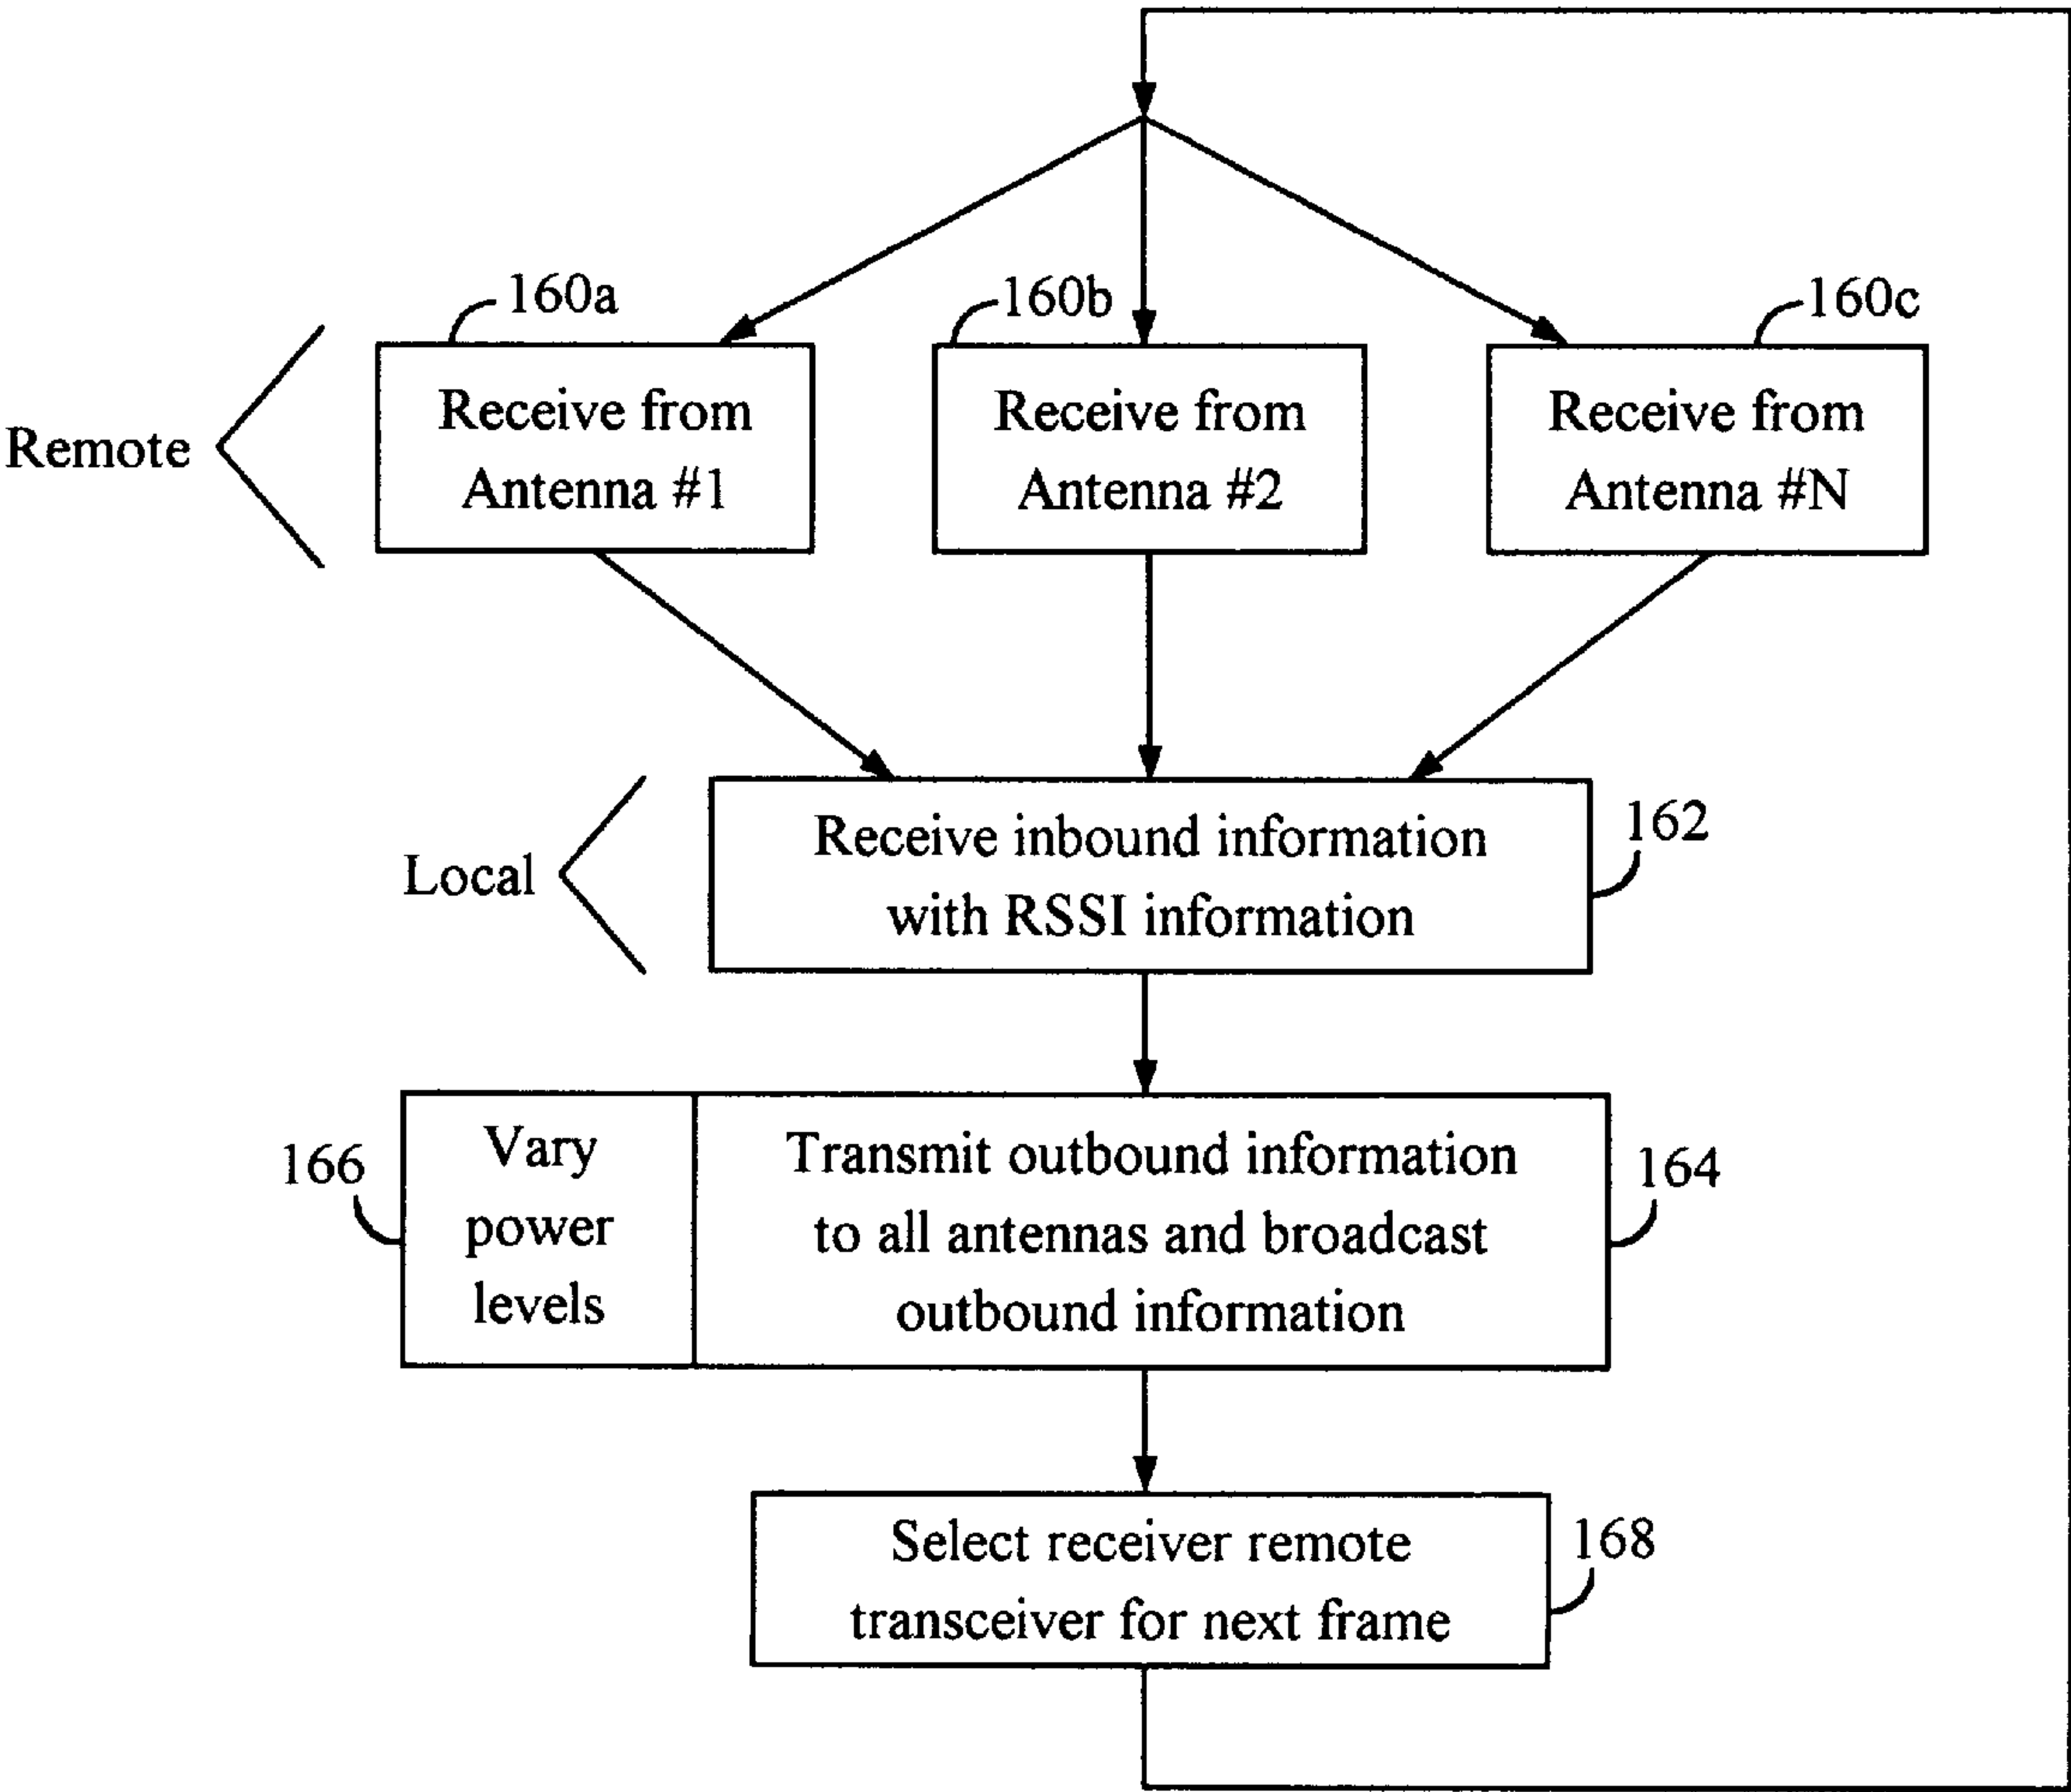 160a
160b
160c
Remote
Receive from
Antenna #1
Receive from
Antenna #2
Receive from
Antenna #N
Local
Receive inbound information
with RSSI information
162
166
Vary
power
levels
Transmit outbound information
to all antennas and broadcast
outbound information
164
Select receiver remote
transceiver for next frame
168